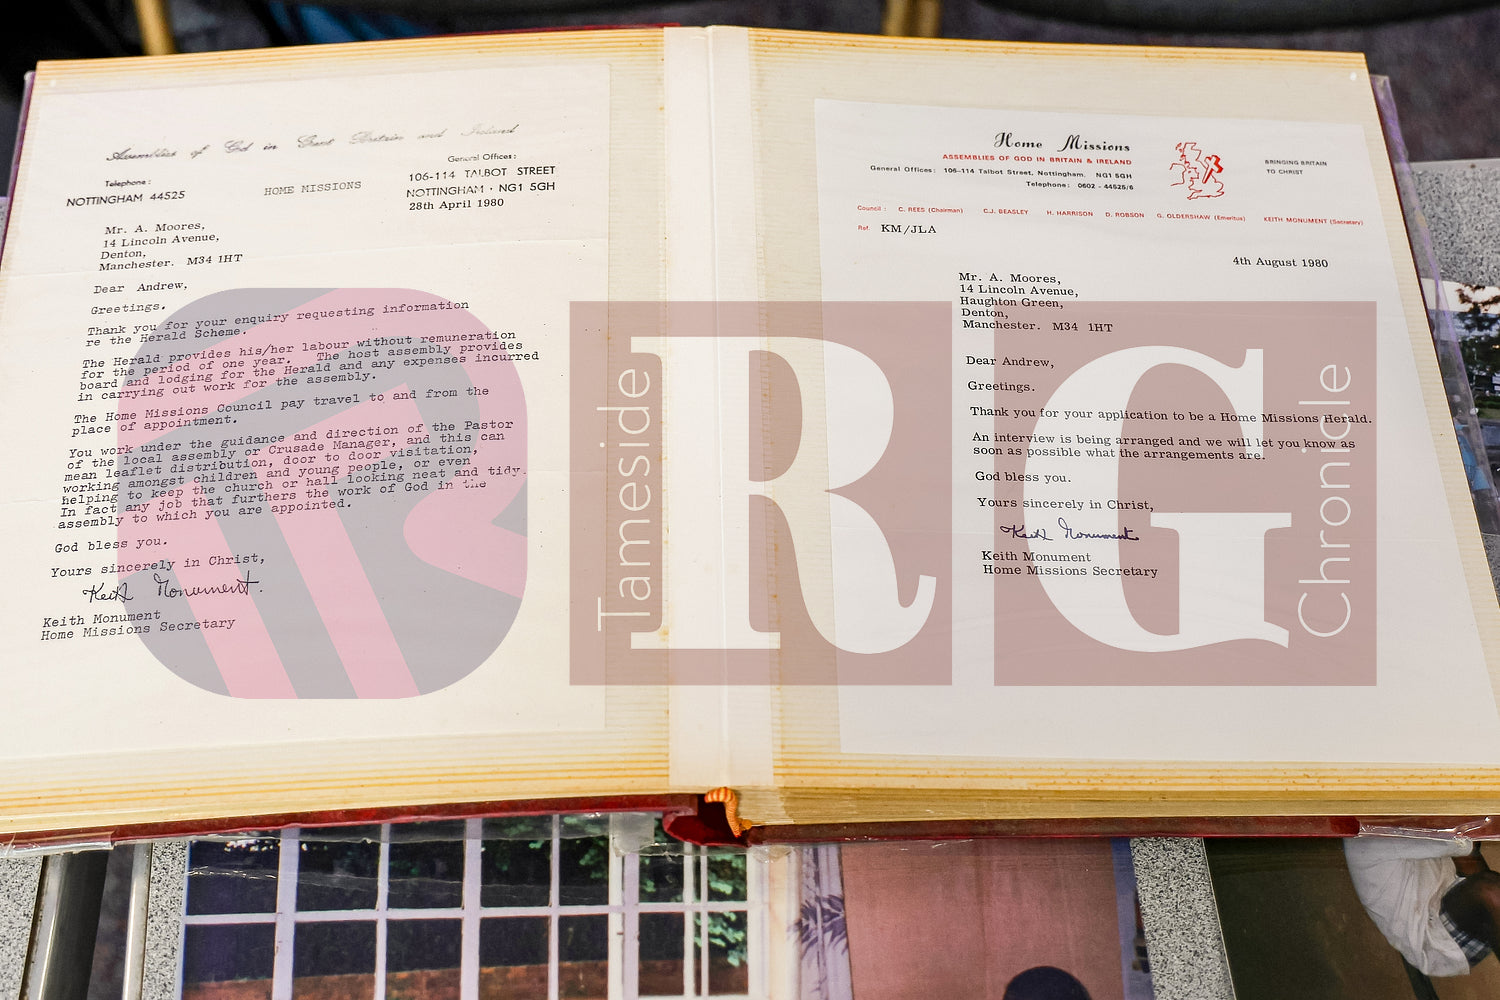 Assemblies of God in Great Britain and Ireland
Telephone :
NOTTINGHAM 44525
HOME MISSIONS
General Offices :
106-114 TALBOT STREET
NOTTINGHAM · NG1 5GH
28th April 1980
Mr. A. Moores,
14 Lincoln Avenue,
Denton,
Manchester. M34 1HT
Dear Andrew,
Greetings.
Thank you for your enquiry requesting information
re the Herald Scheme.
The Herald provides his/her labour without remuneration
for the period of one year. The host assembly provides
board and lodging for the Herald and any expenses incurred
in carrying out work for the assembly.
The Home Missions Council pay travel to and from the
place of appointment.
You work under the guidance and direction of the Pastor
of the local assembly or Crusade Manager, and this can
mean leaflet distribution, door to door visitation,
working amongst children and young people, or even
helping to keep the church or hall looking neat and tidy.
In fact any job that furthers the work of God in the
assembly to which you are appointed.
God bless you.
Yours sincerely in Christ,
Keith Monument.
Keith Monument
Home Missions Secretary
Home Missions
ASSEMBLIES OF GOD IN BRITAIN & IRELAND
General Offices: 106-114 Talbot Street, Nottingham. NG1 5GH
Telephone: 0602 - 44525/6
BRINGING BRITAIN
TO CHRIST
Council : C. REES (Chairman) C.J. BEASLEY H. HARRISON D. ROBSON G. OLDERSHAW (Emeritus) KEITH MONUMENT (Secretary)
Ref. KM/JLA
4th August 1980
Mr. A. Moores,
14 Lincoln Avenue,
Haughton Green,
Denton,
Manchester. M34 1HT
Dear Andrew,
Greetings.
Thank you for your application to be a Home Missions Herald.
An interview is being arranged and we will let you know as
soon as possible what the arrangements are.
God bless you.
Yours sincerely in Christ,
Keith Monument
Keith Monument
Home Missions Secretary
Tameside
R
G
Chronicle